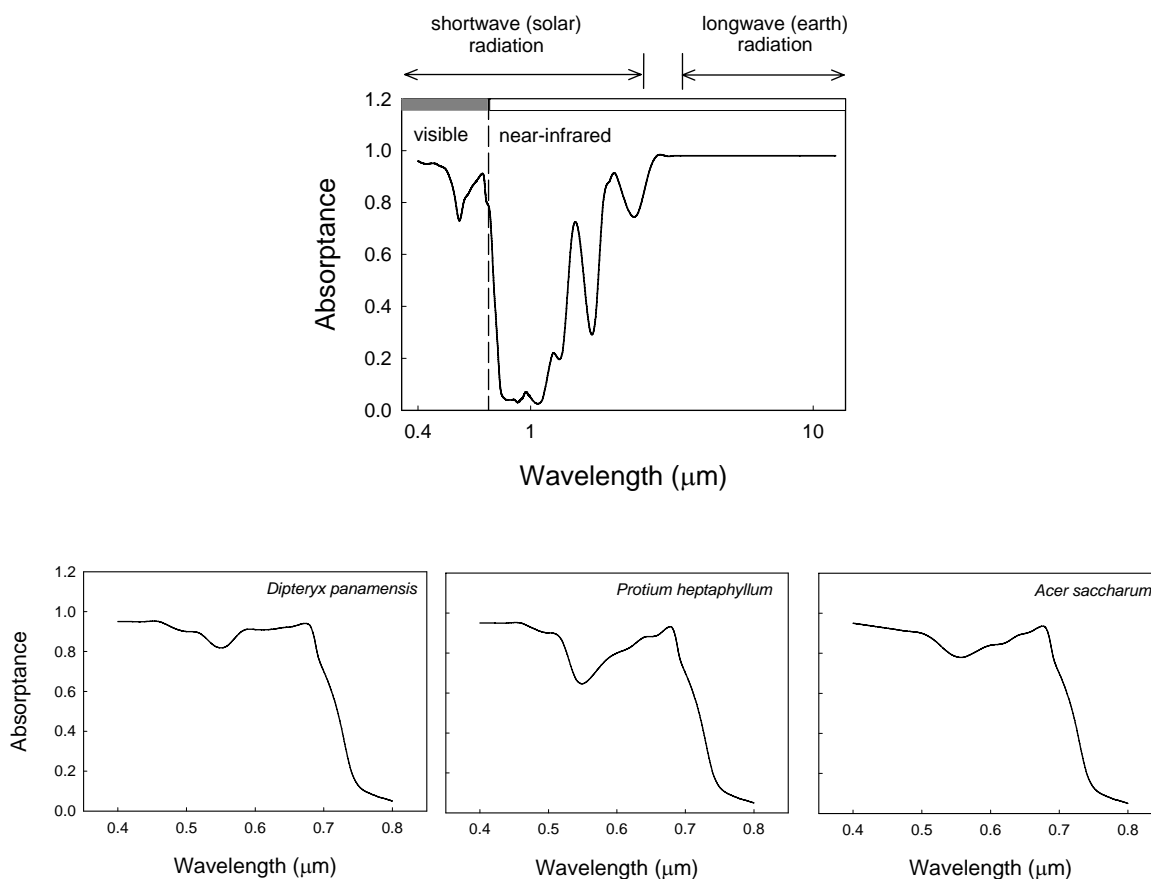 shortwave (solar)
radiation
longwave (earth)
radiation
1.2
visible
near-infrared
1.0
0.8
0.6
0.4
0.2
0.0
Absorptance
0.4
1
10
Wavelength (μm)
1.2
1.0
0.8
0.6
0.4
0.2
0.0
Absorptance
Dipteryx panamensis
0.4 0.5 0.6 0.7 0.8
Wavelength (μm)
Protium heptaphyllum
0.4 0.5 0.6 0.7 0.8
Wavelength (μm)
Acer saccharum
0.4 0.5 0.6 0.7 0.8
Wavelength (μm)